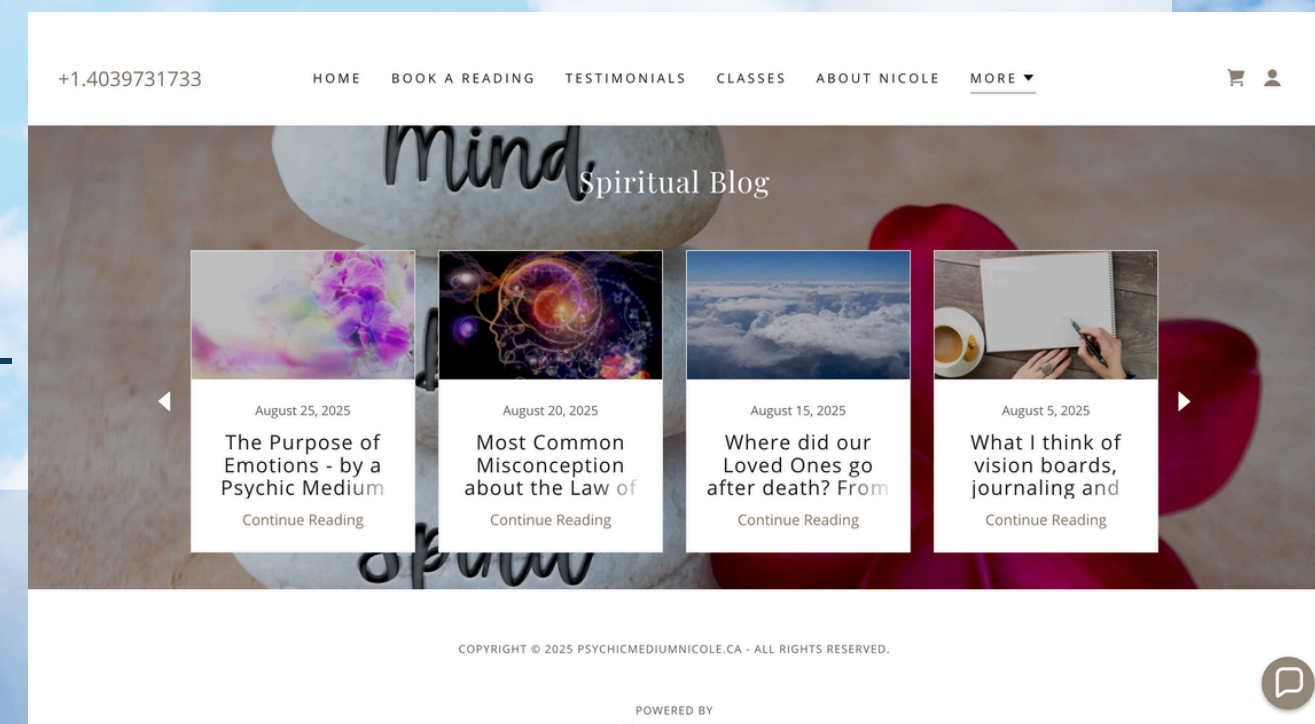 +1.4039731733
HOME BOOK A READING TESTIMONIALS CLASSES ABOUT NICOLE MORE
Mind,
Spiritual Blog
August 25, 2025
The Purpose of
Emotions - by a
Psychic Medium
Continue Reading
August 20, 2025
Most Common
Misconception
about the Law of
Continue Reading
August 15, 2025
Where did our
Loved Ones go
after death? From
Continue Reading
August 5, 2025
What I think of
vision boards,
journaling and
Continue Reading
Spirit
COPYRIGHT © 2025 PSYCHICMEDIUMNICOLE.CA - ALL RIGHTS RESERVED.
POWERED BY